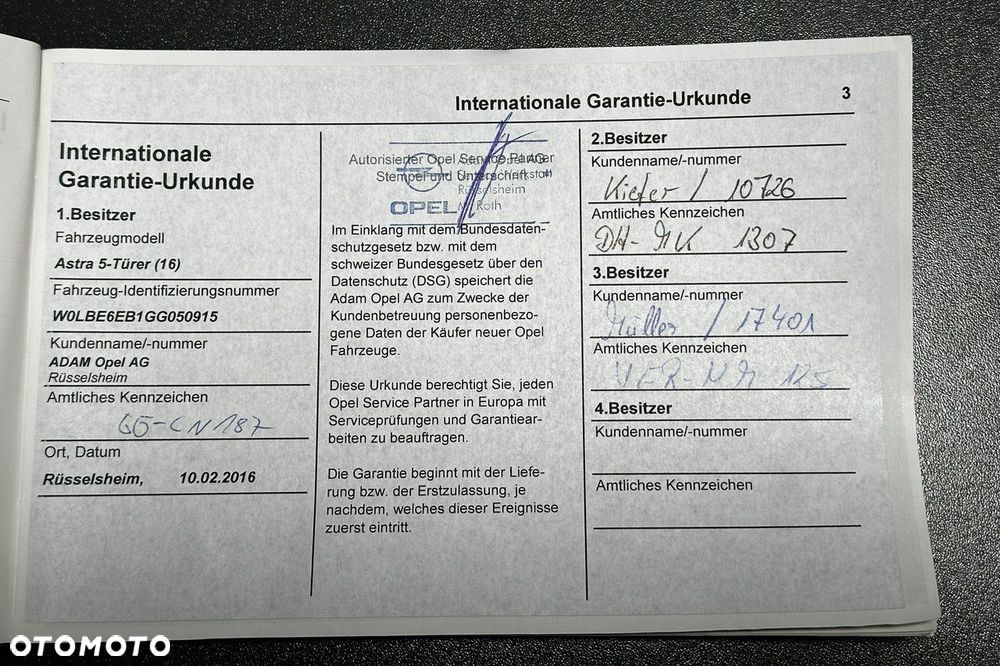 Internationale Garantie-Urkunde 3
Internationale
Garantie-Urkunde
1.Besitzer
Fahrzeugmodell
Astra 5-Türer (16)
Fahrzeug-Identifizierungsnummer
W0LBE6EB1GG050915
Kundenname/-nummer
ADAM Opel AG
Rüsselsheim
Amtliches Kennzeichen
GG-CN187
Ort, Datum
Rüsselsheim, 10.02.2016
Autorisierter Opel Service Partner
Stempel und Unterschrift
Rüsselsheim
OPEL Roth
Im Einklang mit dem Bundesdaten-
schutzgesetz bzw. mit dem
schweizer Bundesgesetz über den
Datenschutz (DSG) speichert die
Adam Opel AG zum Zwecke der
Kundenbetreuung personenbezo-
gene Daten der Käufer neuer Opel
Fahrzeuge.
Diese Urkunde berechtigt Sie, jeden
Opel Service Partner in Europa mit
Serviceprüfungen und Garantiear-
beiten zu beauftragen.
Die Garantie beginnt mit der Liefe-
rung bzw. der Erstzulassung, je
nachdem, welches dieser Ereignisse
zuerst eintritt.
2.Besitzer
Kundenname/-nummer
Kiefer / 10726
Amtliches Kennzeichen
DH-MK 1307
3.Besitzer
Kundenname/-nummer
Müller / 17401
Amtliches Kennzeichen
VER-NM 125
4.Besitzer
Kundenname/-nummer
Amtliches Kennzeichen
OTOMOTO